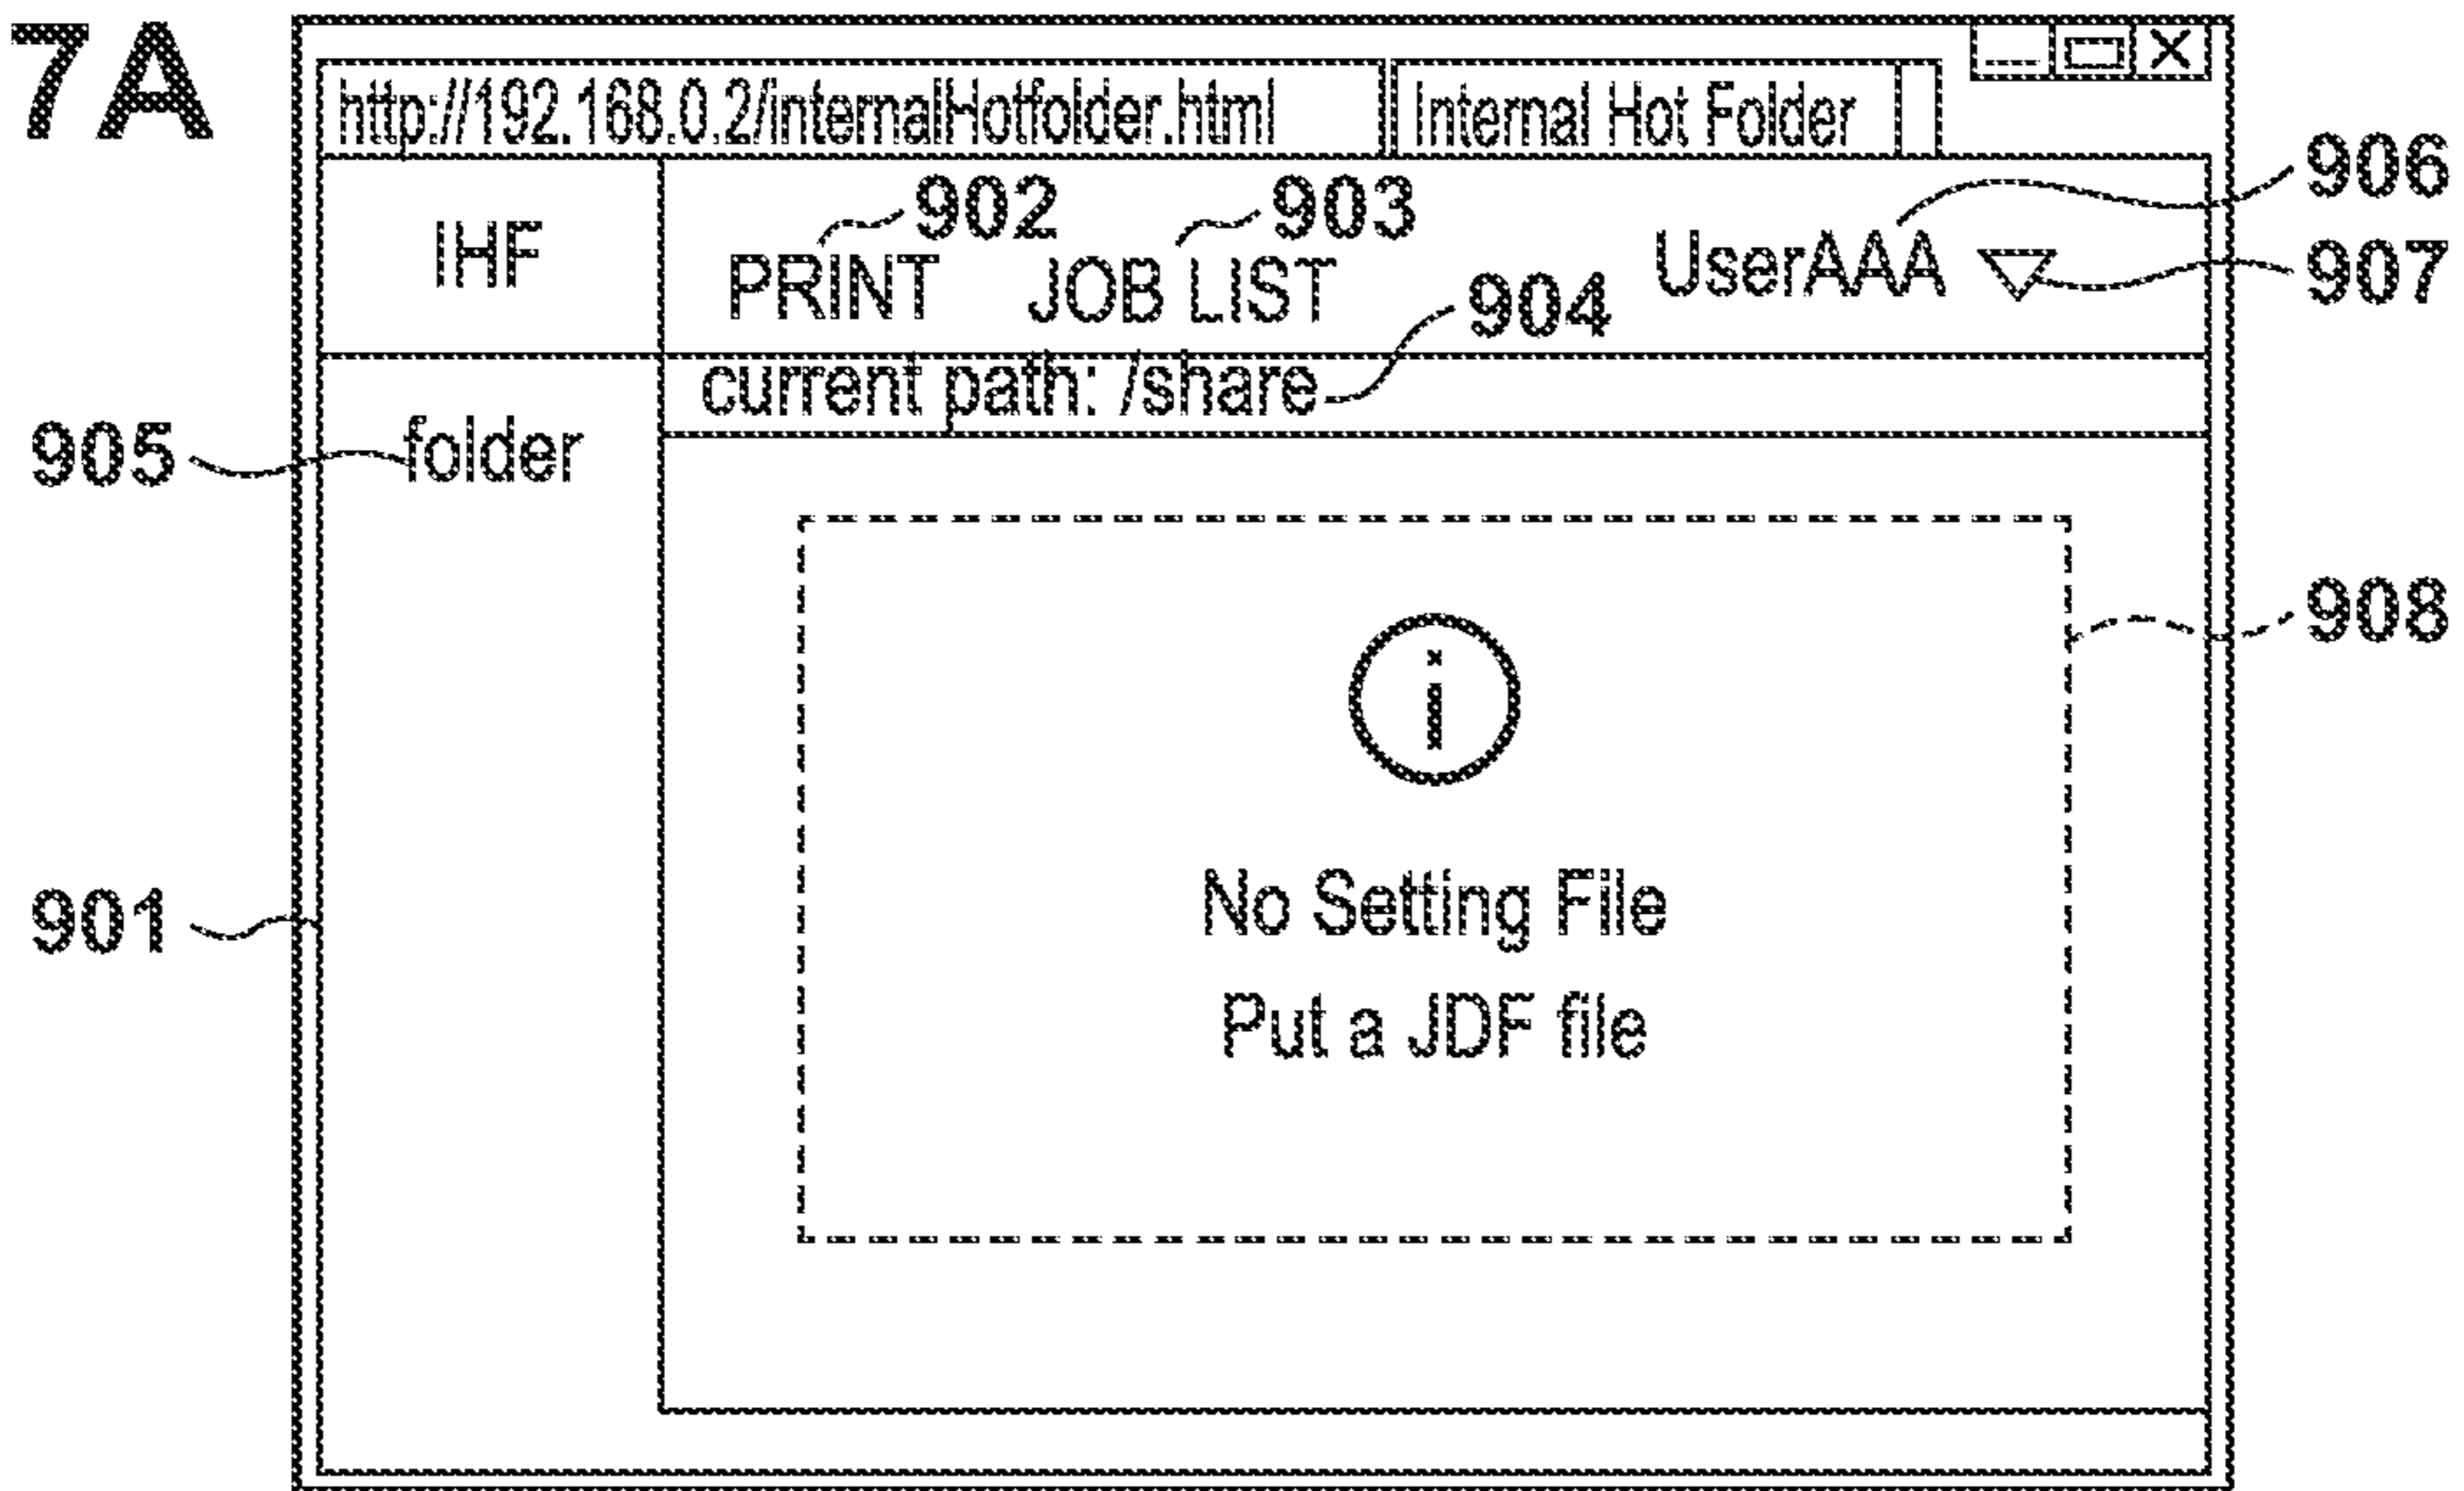 7A
http://192.168.0.2/internalHotfolder.html Internal Hot Folder
906
902 903
IHF PRINT JOB LIST UserAAA 907
904
current path: /share
905 folder
908
i
901 No Setting File
Put a JDF file